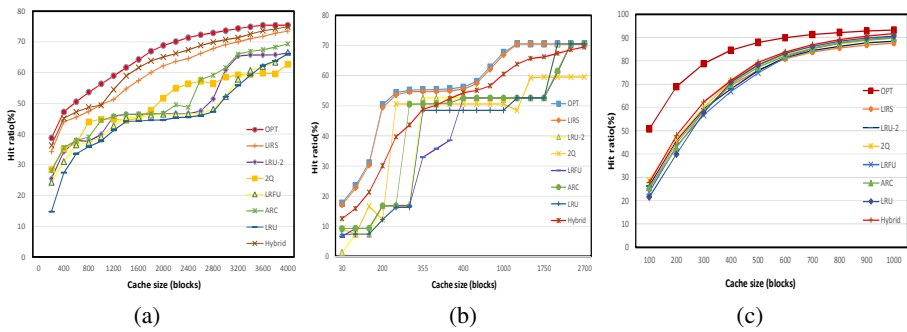 80
70
60
50
40
30
20
10
0
Hit ratio(%)
0 400 800 1200 1600 2000 2400 2800 3200 3600 4000
Cache size (blocks)
OPT
LIRS
LRU-2
2Q
LRFU
ARC
LRU
Hybrid
(a)
80
70
60
50
40
30
20
10
0
Hit ratio(%)
30 200 355 400 1000 1750 2700
Cache size (blocks)
OPT
LIRS
LRU-2
2Q
LRFU
ARC
LRU
Hybrid
(b)
100
90
80
70
60
50
40
30
20
10
0
Hit ratio(%)
100 200 300 400 500 600 700 800 900 1000
Cache size (blocks)
OPT
LIRS
LRU-2
2Q
LRFU
ARC
LRU
Hybrid
(c)